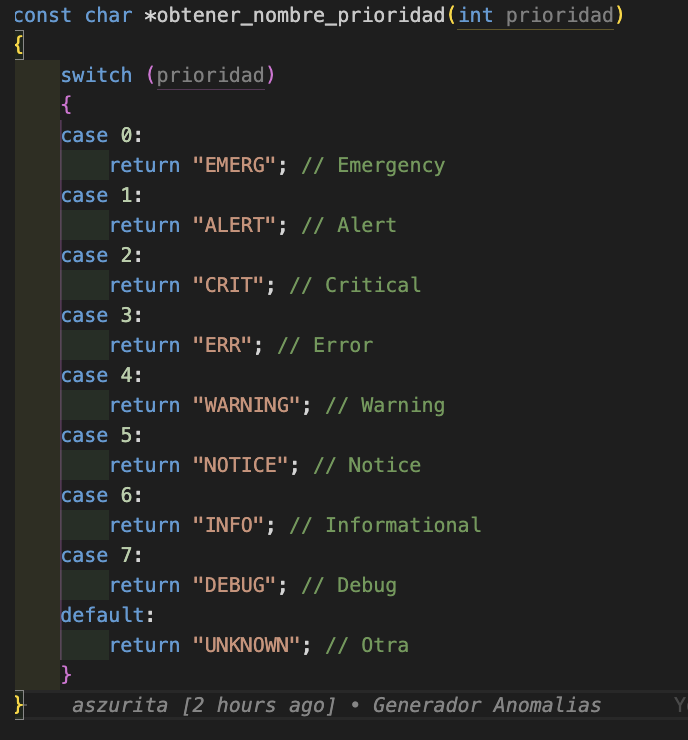 const char *obtener_nombre_prioridad(int prioridad)
{
    switch (prioridad)
    {
    case 0:
        return "EMERG"; // Emergency
    case 1:
        return "ALERT"; // Alert
    case 2:
        return "CRIT"; // Critical
    case 3:
        return "ERR"; // Error
    case 4:
        return "WARNING"; // Warning
    case 5:
        return "NOTICE"; // Notice
    case 6:
        return "INFO"; // Informational
    case 7:
        return "DEBUG"; // Debug
    default:
        return "UNKNOWN"; // Otra
    }
}    aszurita [2 hours ago] • Generador Anomalias